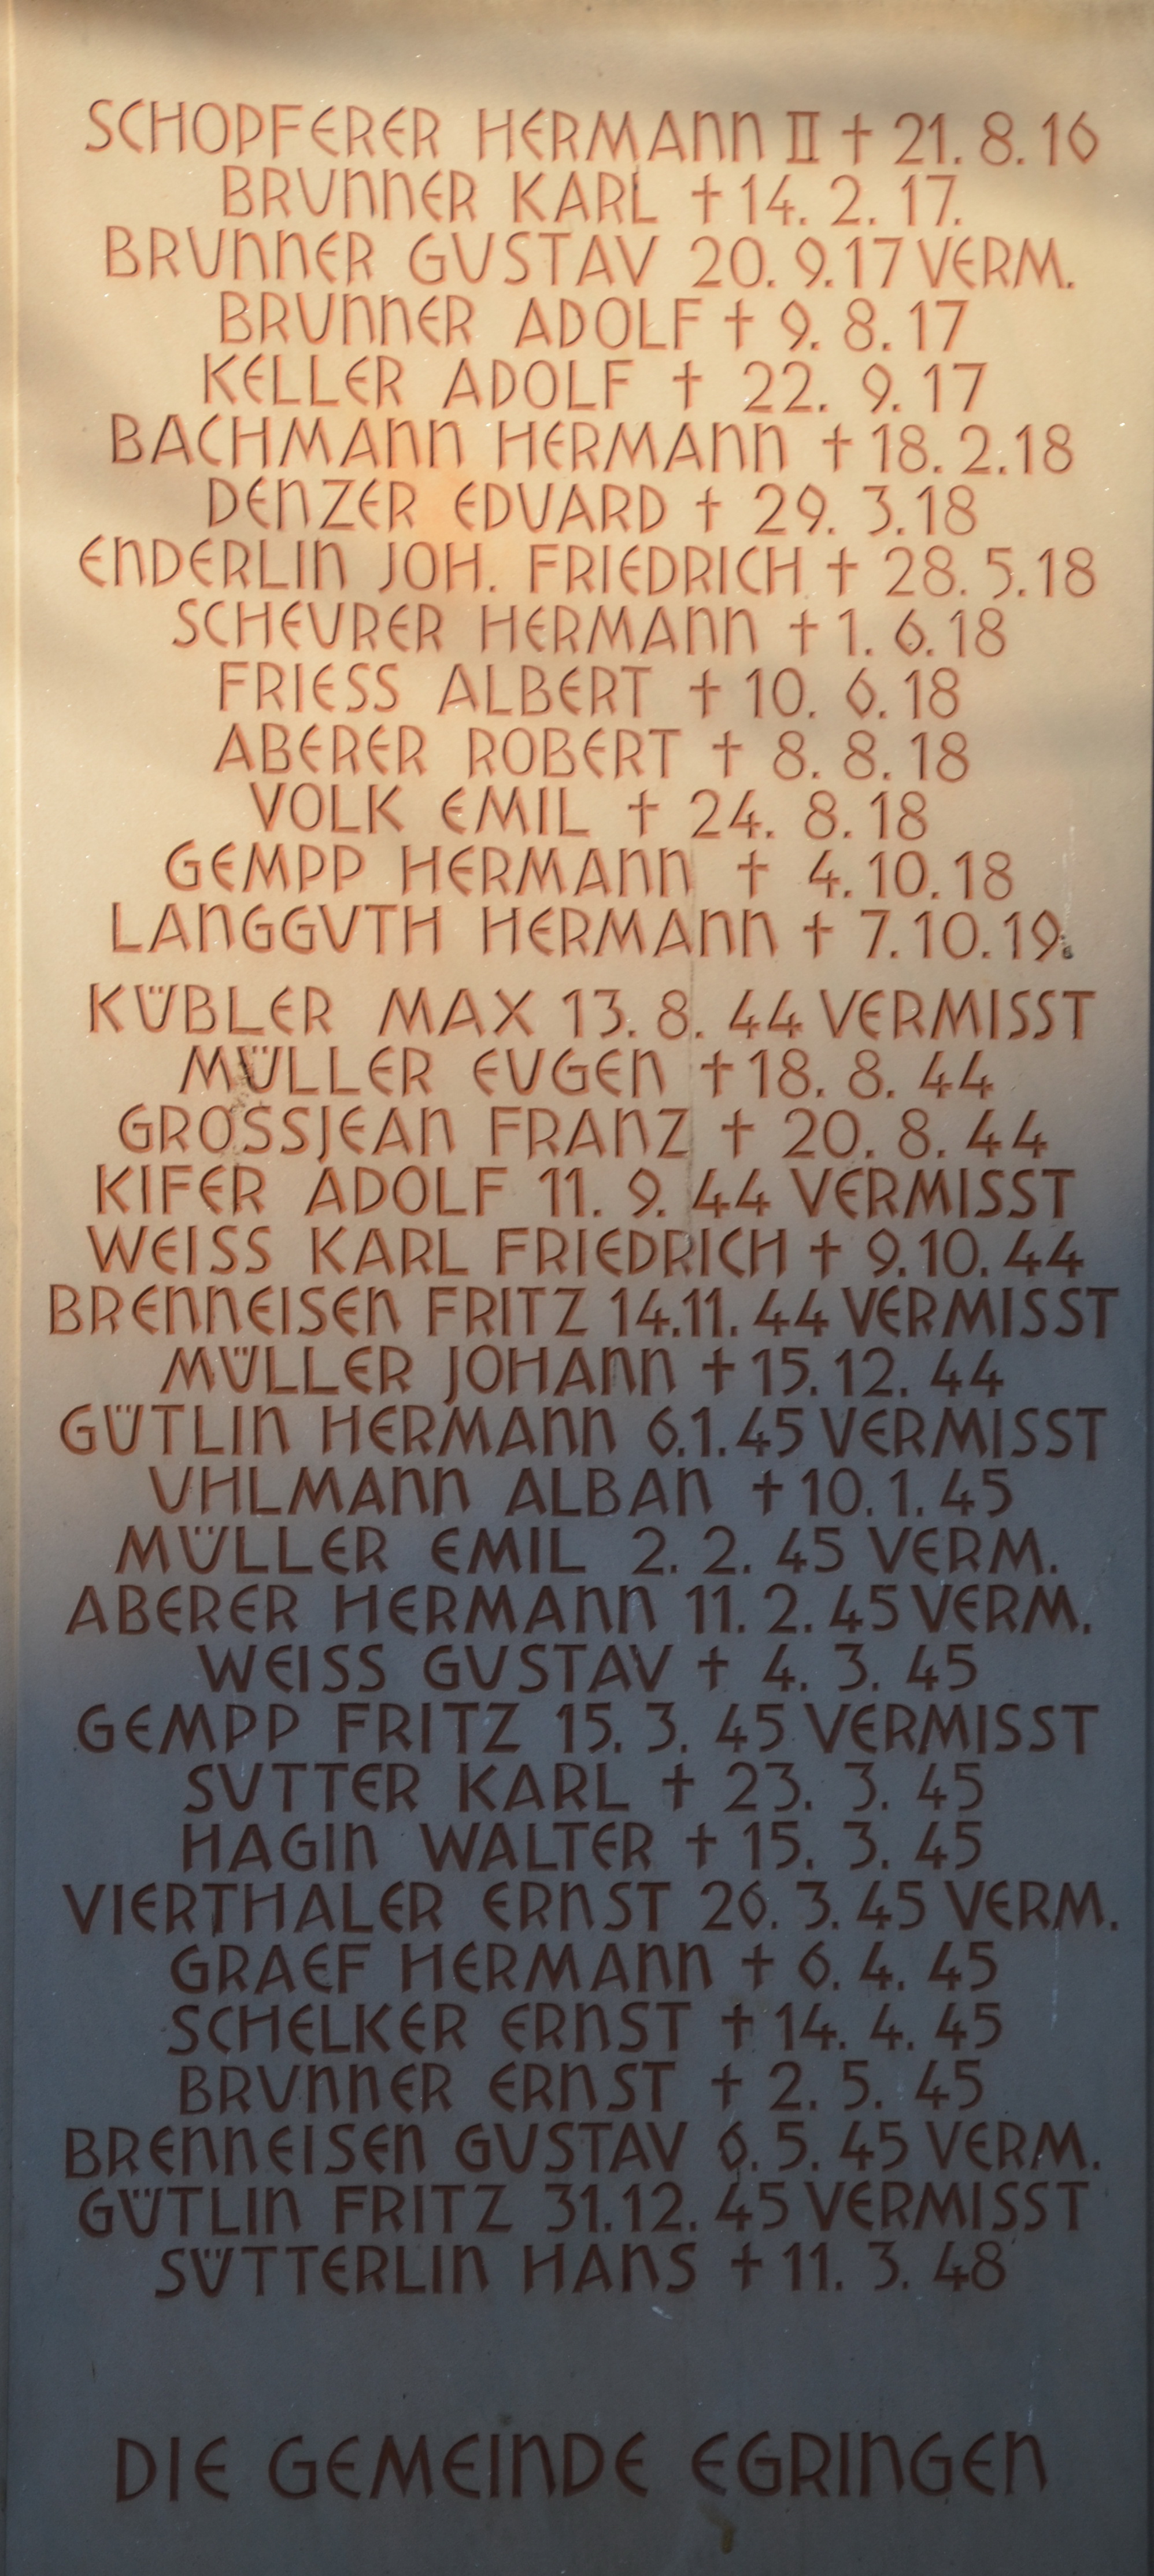 SCHOPFERER HERMANN II † 21. 8. 16
BRUNNER KARL † 14. 2. 17.
BRUNNER GUSTAV 20. 9. 17 VERM.
BRUNNER ADOLF † 9. 8. 17
KELLER ADOLF † 22. 9. 17
BACHMANN HERMANN † 18. 2. 18
DENZER EDUARD † 29. 3. 18
ENDERLIN JOH. FRIEDRICH † 28. 5. 18
SCHEURER HERMANN † 1. 6. 18
FRIESS ALBERT † 10. 6. 18
ABERER ROBERT † 8. 8. 18
VOLK EMIL † 24. 8. 18
GEMPP HERMANN † 4. 10. 18
LANGGUTH HERMANN † 7. 10. 19.
KÜBLER MAX 13. 8. 44 VERMISST
MÜLLER EUGEN † 18. 8. 44
GROSSJEAN FRANZ † 20. 8. 44
KIFER ADOLF 11. 9. 44 VERMISST
WEISS KARL FRIEDRICH † 9. 10. 44
BRENNEISEN FRITZ 14. 11. 44 VERMISST
MÜLLER JOHANN † 15. 12. 44
GÜTLIN HERMANN 6. 1. 45 VERMISST
UHLMANN ALBAN † 10. 1. 45
MÜLLER EMIL 2. 2. 45 VERM.
ABERER HERMANN 11. 2. 45 VERM.
WEISS GUSTAV † 4. 3. 45
GEMPP FRITZ 15. 3. 45 VERMISST
SUTTER KARL † 23. 3. 45
HAGIN WALTER † 15. 3. 45
VIERTHALER ERNST 26. 3. 45 VERM.
GRAEF HERMANN † 6. 4. 45
SCHELKER ERNST † 14. 4. 45
BRUNNER ERNST † 2. 5. 45
BRENNEISEN GUSTAV 6. 5. 45 VERM.
GÜTLIN FRITZ 31. 12. 45 VERMISST
SÜTTERLIN HANS † 11. 3. 48
DIE GEMEINDE EGRINGEN